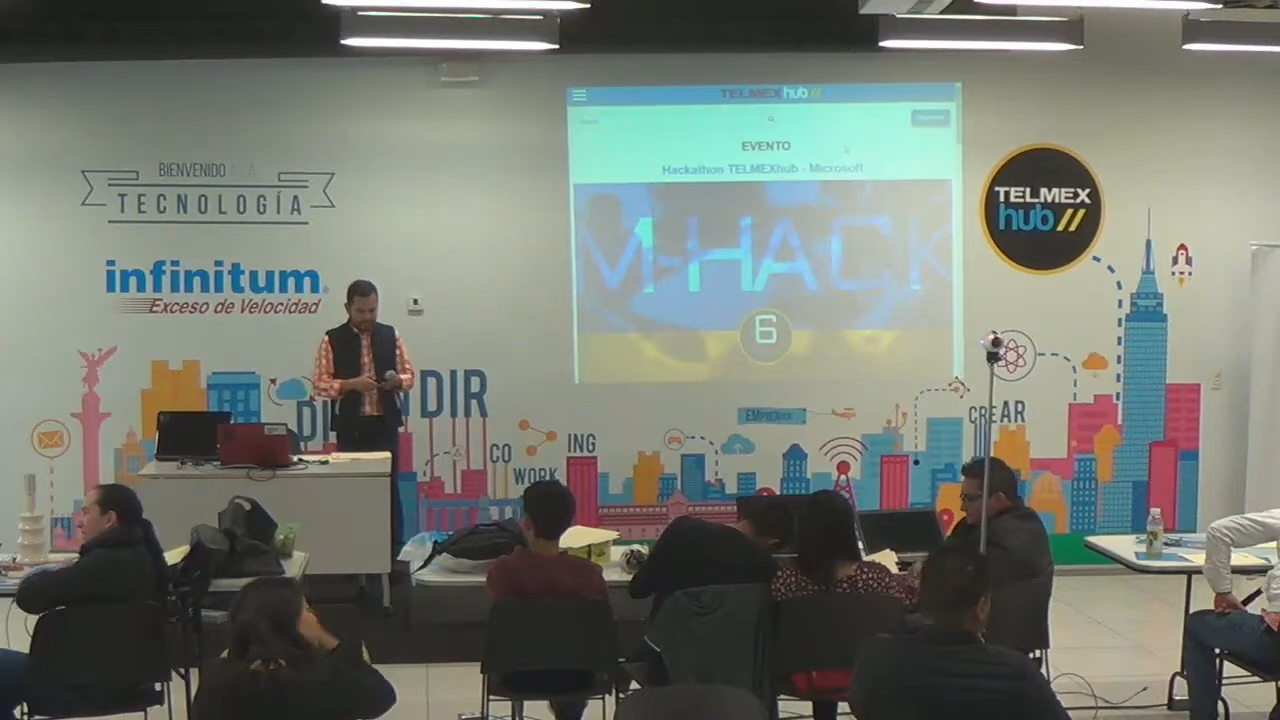 BIENVENIDO A LA
TECNOLOGÍA
infinitum
Exceso de Velocidad
TELMEX hub //
EVENTO
Hackathon TELMEXhub - Microsoft
M-HACK
6
TELMEX
hub //
DIR
CREAR
CO
WORK
ING